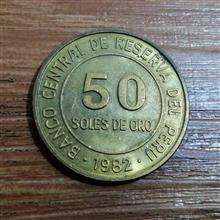 BANCO CENTRAL DE RESERVA DEL PERU
50
SOLES DE ORO
· 1982 ·